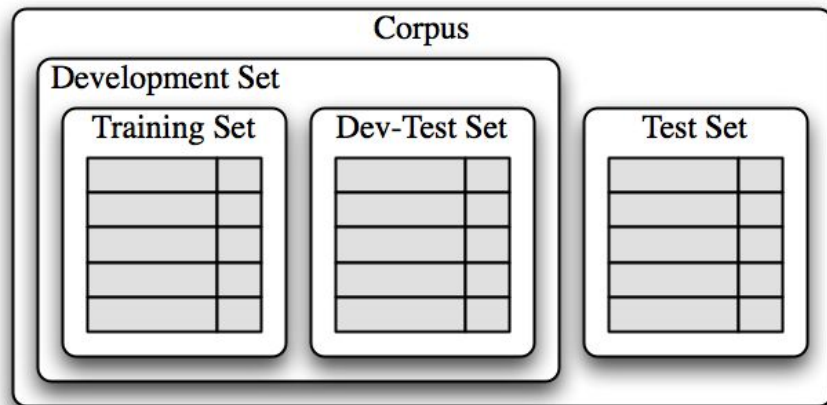 Corpus
Development Set
Training Set
Dev-Test Set
Test Set